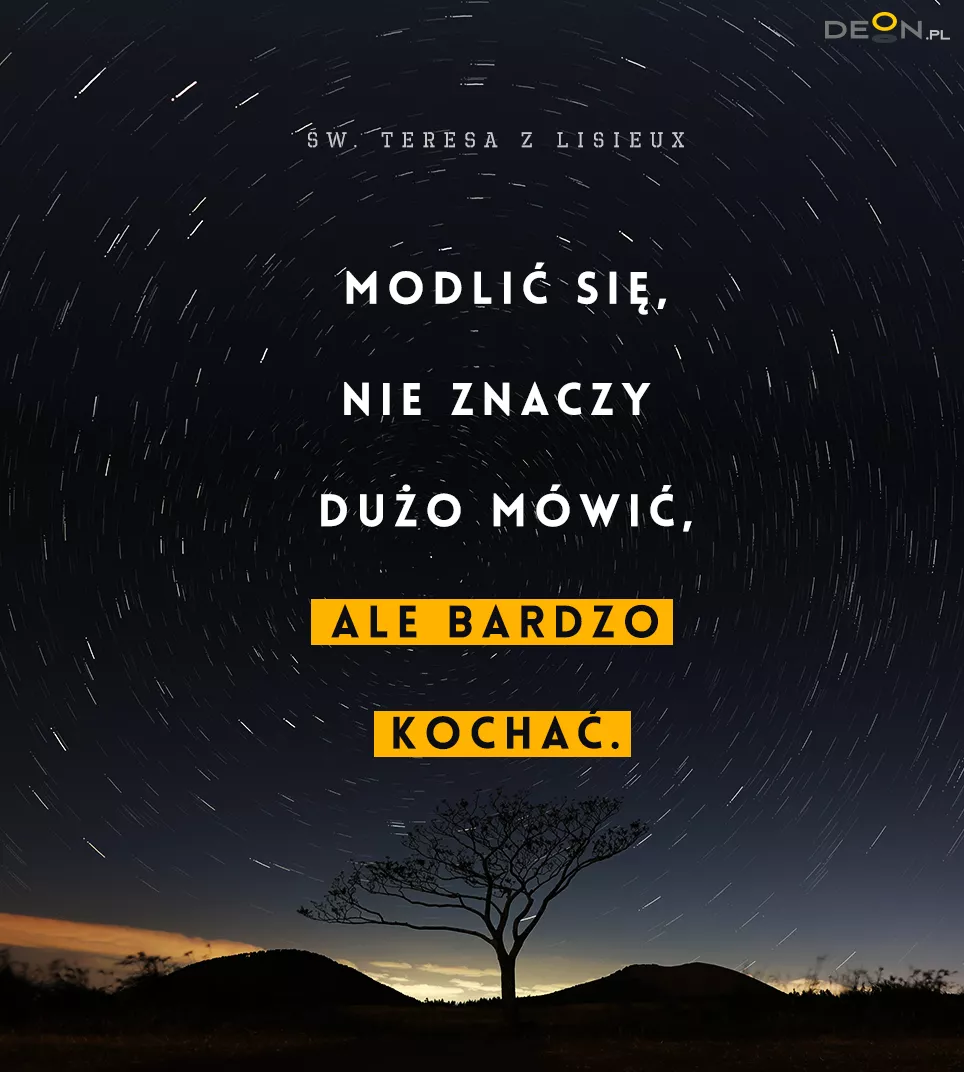 DEON.PL
ŚW. TERESA Z LISIEUX
MODLIĆ SIĘ,
NIE ZNACZY
DUŻO MÓWIĆ,
ALE BARDZO
KOCHAĆ.